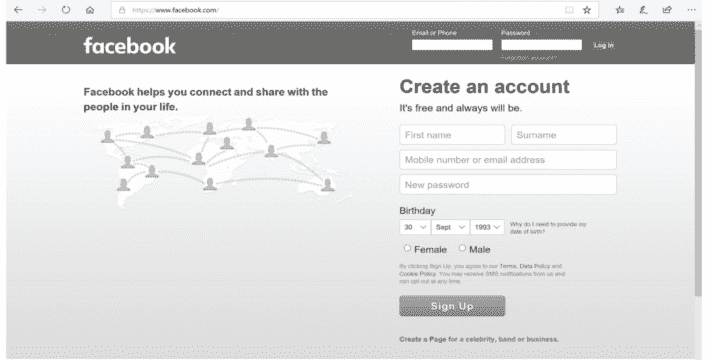 https://www.facebook.com/
facebook
Email or Phone
Password
Log In
Forgotten account?
Facebook helps you connect and share with the
people in your life.
Create an account
It's free and always will be.
First name
Surname
Mobile number or email address
New password
Birthday
30 Sept 1993
Why do I need to provide my
date of birth?
Female Male
By clicking Sign Up, you agree to our Terms, Data Policy and
Cookie Policy. You may receive SMS notifications from us and
can opt out at any time.
Sign Up
Create a Page for a celebrity, band or business.